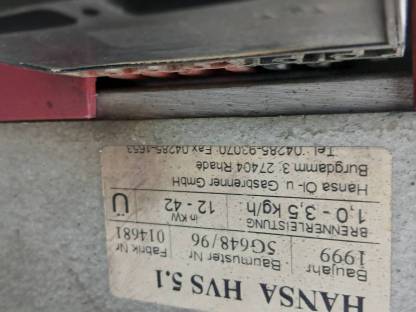 HANSA HVS 5.1
Baujahr Baumuster Nr Fabrik Nr
1999 5G648/96 014681
BRENNERLEISTUNG in KW
1,0 - 3,5 kg/h 12 - 42 Ü
Hansa Öl- u Gasbrenner GmbH
Burgdamm 3, 27404 Rhade
Tel.: 04285-93070, Fax 04285-1653